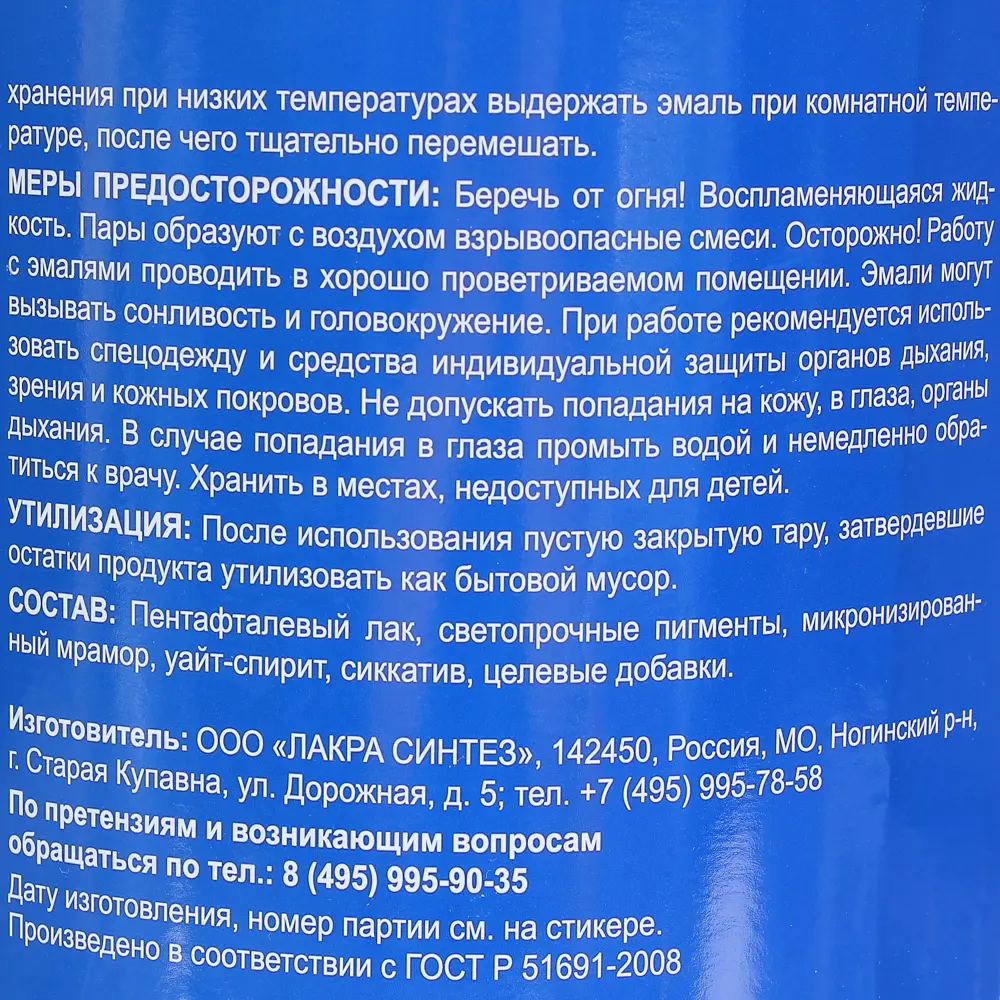 хранения при низких температурах выдержать эмаль при комнатной темпе-
ратуре, после чего тщательно перемешать.
МЕРЫ ПРЕДОСТОРОЖНОСТИ: Беречь от огня! Воспламеняющаяся жид-
кость. Пары образуют с воздухом взрывоопасные смеси. Осторожно! Работу
с эмалями проводить в хорошо проветриваемом помещении. Эмали могут
вызывать сонливость и головокружение. При работе рекомендуется исполь-
зовать спецодежду и средства индивидуальной защиты органов дыхания,
зрения и кожных покровов. Не допускать попадания на кожу, в глаза, органы
дыхания. В случае попадания в глаза промыть водой и немедленно обра-
титься к врачу. Хранить в местах, недоступных для детей.
УТИЛИЗАЦИЯ: После использования пустую закрытую тару, затвердевшие
остатки продукта утилизовать как бытовой мусор.
СОСТАВ: Пентафталевый лак, светопрочные пигменты, микронизирован-
ный мрамор, уайт-спирит, сиккатив, целевые добавки.
Изготовитель: ООО «ЛАКРА СИНТЕЗ», 142450, Россия, МО, Ногинский р-н,
г. Старая Купавна, ул. Дорожная, д. 5; тел. +7 (495) 995-78-58
По претензиям и возникающим вопросам
обращаться по тел.: 8 (495) 995-90-35
Дату изготовления, номер партии см. на стикере.
Произведено в соответствии с ГОСТ Р 51691-2008